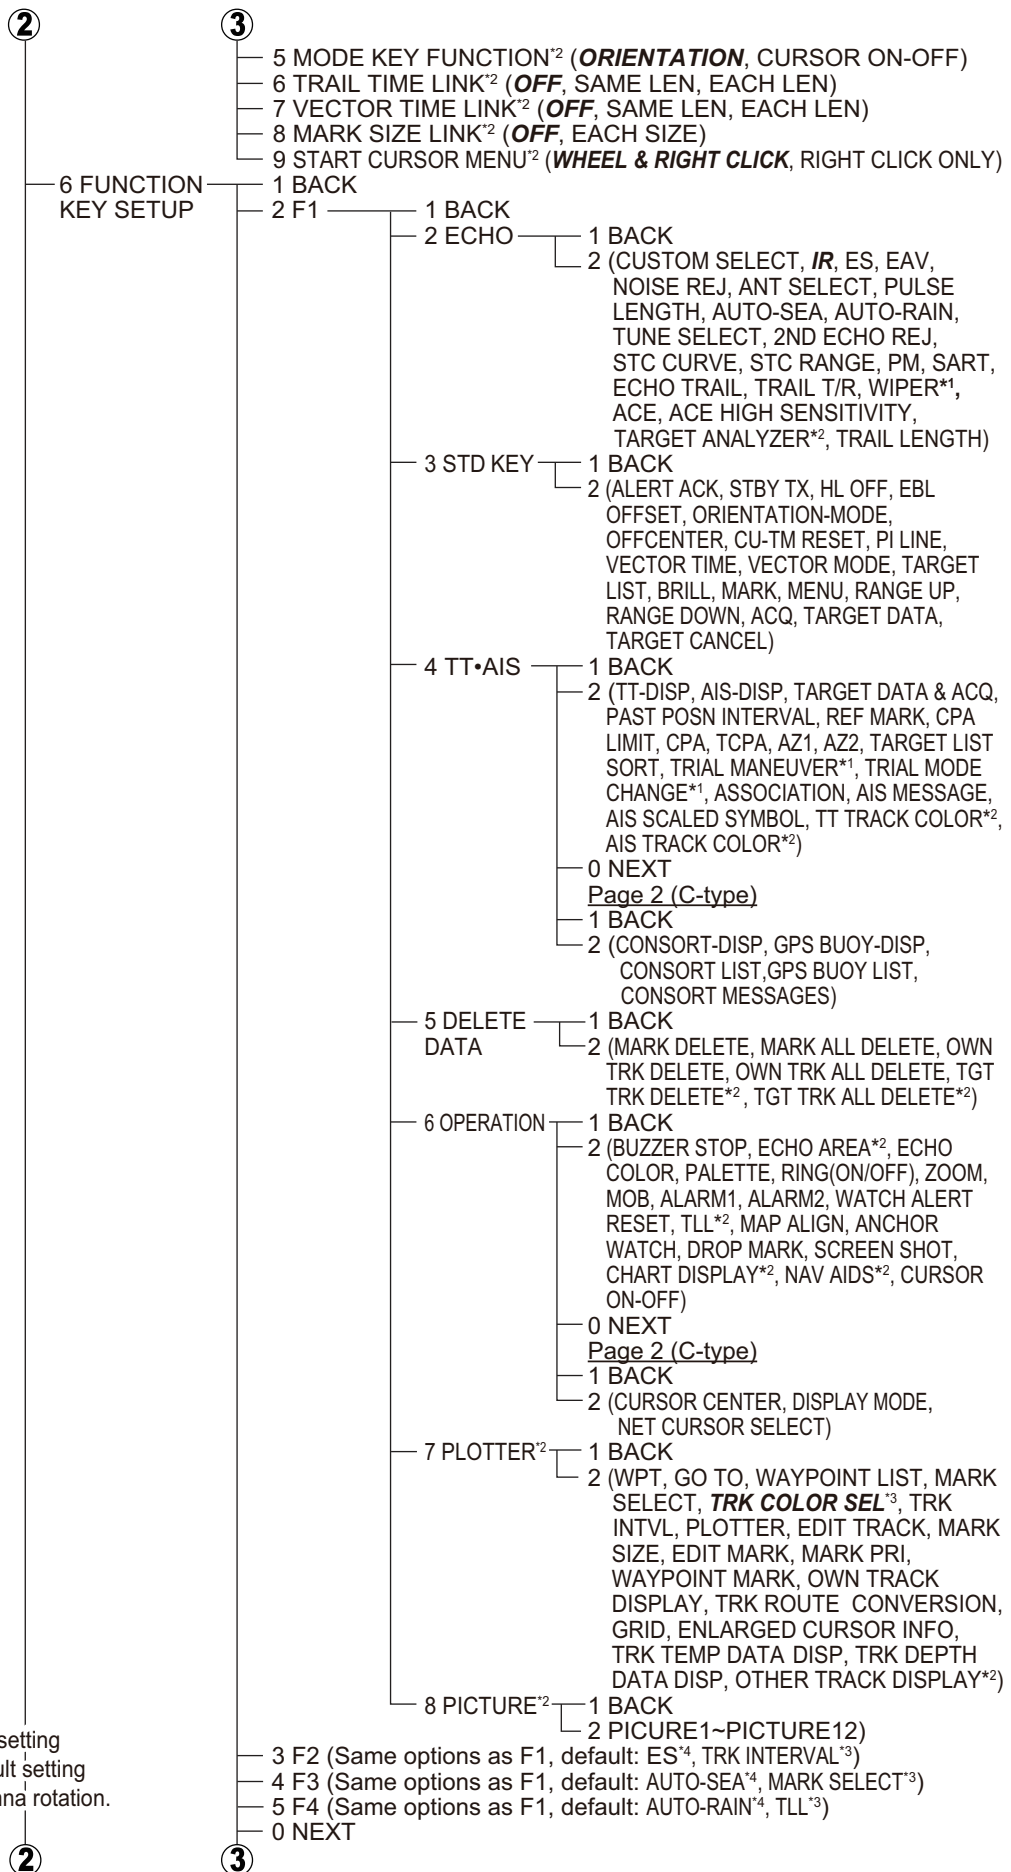 2 3
5 MODE KEY FUNCTION*2 (ORIENTATION, CURSOR ON-OFF)
6 TRAIL TIME LINK*2 (OFF, SAME LEN, EACH LEN)
7 VECTOR TIME LINK*2 (OFF, SAME LEN, EACH LEN)
8 MARK SIZE LINK*2 (OFF, EACH SIZE)
9 START CURSOR MENU*2 (WHEEL & RIGHT CLICK, RIGHT CLICK ONLY)
6 FUNCTION
KEY SETUP
1 BACK
2 F1
1 BACK
2 ECHO
1 BACK
2 (CUSTOM SELECT, IR, ES, EAV,
NOISE REJ, ANT SELECT, PULSE
LENGTH, AUTO-SEA, AUTO-RAIN,
TUNE SELECT, 2ND ECHO REJ,
STC CURVE, STC RANGE, PM, SART,
ECHO TRAIL, TRAIL T/R, WIPER*1,
ACE, ACE HIGH SENSITIVITY,
TARGET ANALYZER*2, TRAIL LENGTH)
3 STD KEY
1 BACK
2 (ALERT ACK, STBY TX, HL OFF, EBL
OFFSET, ORIENTATION-MODE,
OFFCENTER, CU-TM RESET, PI LINE,
VECTOR TIME, VECTOR MODE, TARGET
LIST, BRILL, MARK, MENU, RANGE UP,
RANGE DOWN, ACQ, TARGET DATA,
TARGET CANCEL)
4 TT•AIS
1 BACK
2 (TT-DISP, AIS-DISP, TARGET DATA & ACQ,
PAST POSN INTERVAL, REF MARK, CPA
LIMIT, CPA, TCPA, AZ1, AZ2, TARGET LIST
SORT, TRIAL MANEUVER*1, TRIAL MODE
CHANGE*1, ASSOCIATION, AIS MESSAGE,
AIS SCALED SYMBOL, TT TRACK COLOR*2,
AIS TRACK COLOR*2)
0 NEXT
Page 2 (C-type)
1 BACK
2 (CONSORT-DISP, GPS BUOY-DISP,
CONSORT LIST,GPS BUOY LIST,
CONSORT MESSAGES)
5 DELETE
DATA
1 BACK
2 (MARK DELETE, MARK ALL DELETE, OWN
TRK DELETE, OWN TRK ALL DELETE, TGT
TRK DELETE*2 , TGT TRK ALL DELETE*2)
6 OPERATION
1 BACK
2 (BUZZER STOP, ECHO AREA*2, ECHO
COLOR, PALETTE, RING(ON/OFF), ZOOM,
MOB, ALARM1, ALARM2, WATCH ALERT
RESET, TLL*2, MAP ALIGN, ANCHOR
WATCH, DROP MARK, SCREEN SHOT,
CHART DISPLAY*2, NAV AIDS*2, CURSOR
ON-OFF)
0 NEXT
Page 2 (C-type)
1 BACK
2 (CURSOR CENTER, DISPLAY MODE,
NET CURSOR SELECT)
7 PLOTTER*2
1 BACK
2 (WPT, GO TO, WAYPOINT LIST, MARK
SELECT, TRK COLOR SEL*3, TRK
INTVL, PLOTTER, EDIT TRACK, MARK
SIZE, EDIT MARK, MARK PRI,
WAYPOINT MARK, OWN TRACK
DISPLAY, TRK ROUTE CONVERSION,
GRID, ENLARGED CURSOR INFO,
TRK TEMP DATA DISP, TRK DEPTH
DATA DISP, OTHER TRACK DISPLAY*2)
8 PICTURE*2
1 BACK
2 PICURE1~PICTURE12)
setting
3 F2 (Same options as F1, default: ES*4, TRK INTERVAL*3)
ult setting
4 F3 (Same options as F1, default: AUTO-SEA*4, MARK SELECT*3)
nna rotation.
5 F4 (Same options as F1, default: AUTO-RAIN*4, TLL*3)
0 NEXT
2 3